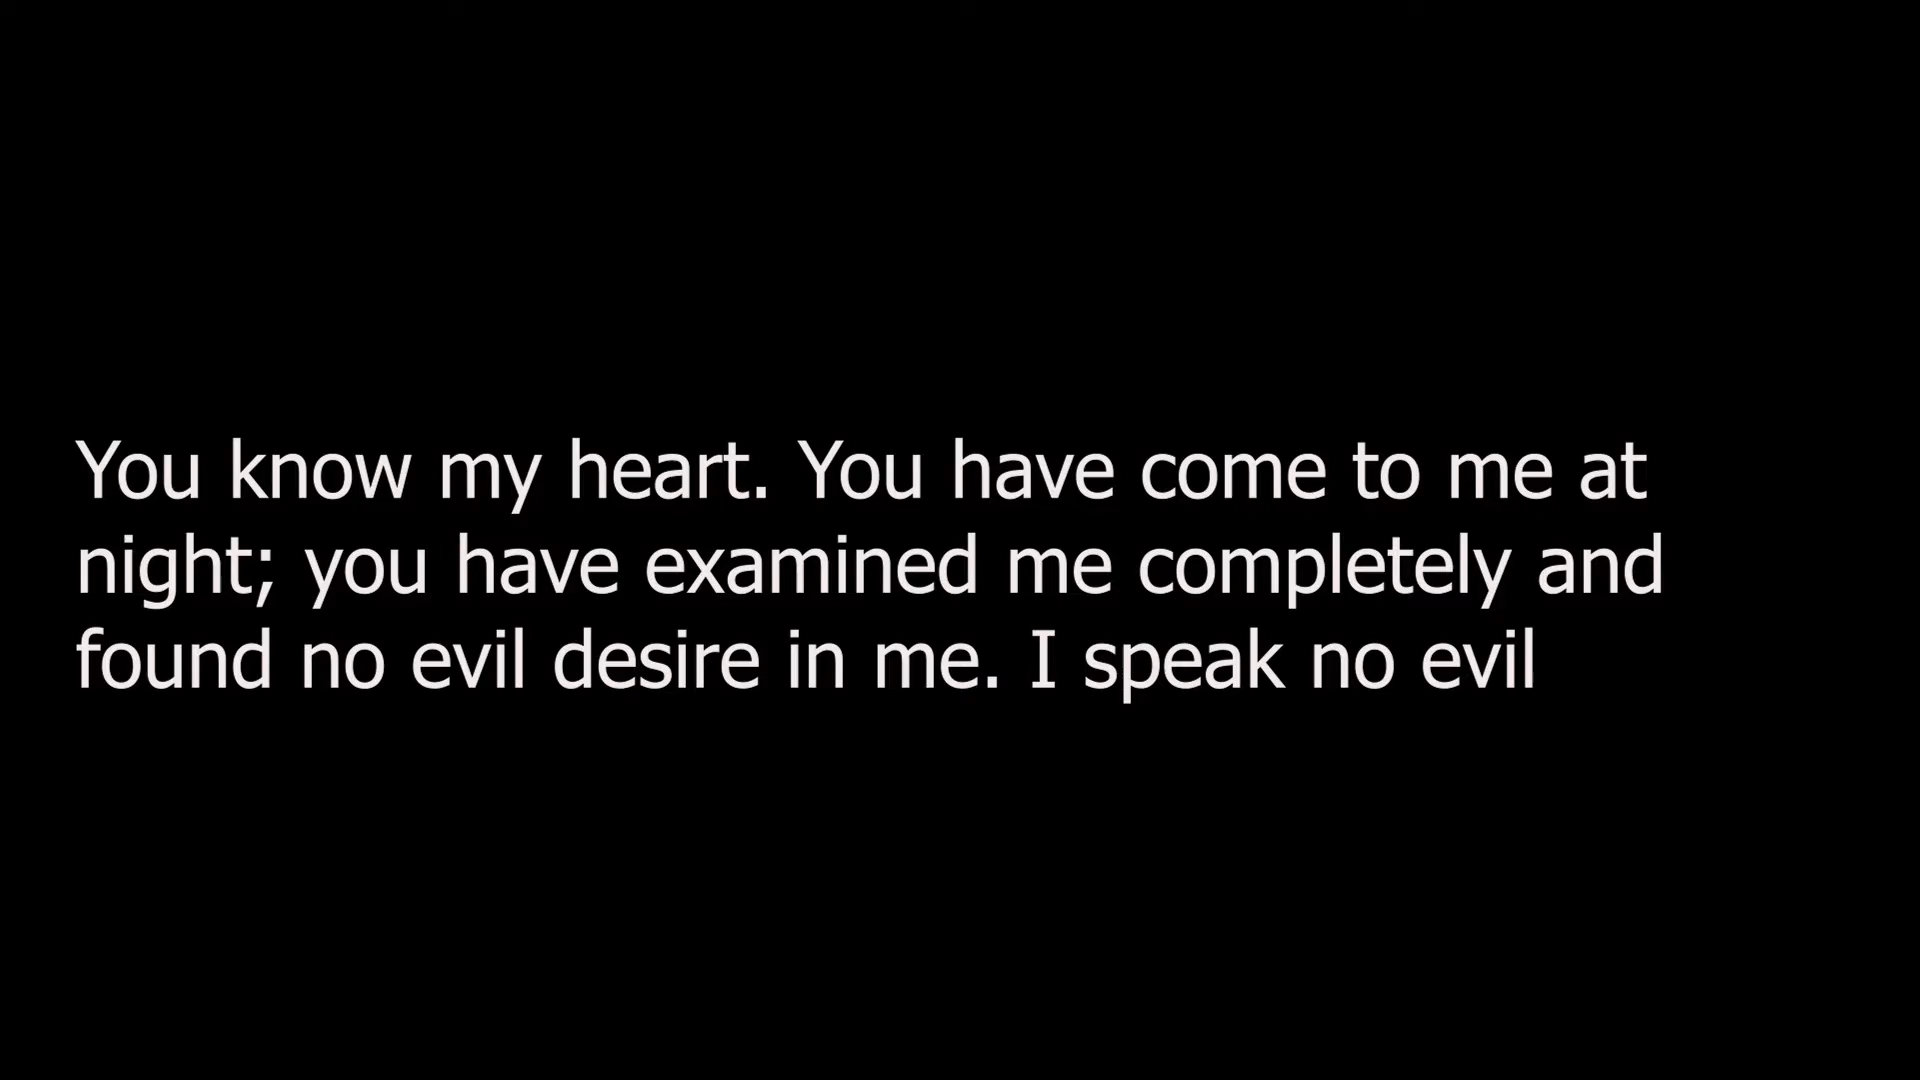 You know my heart. You have come to me at
night; you have examined me completely and
found no evil desire in me. I speak no evil